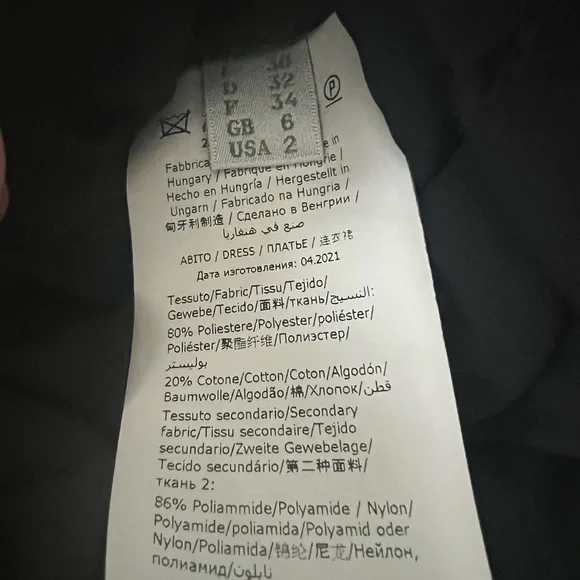 D 32
F 34
GB 6
USA 2
P
Hungary / Fabriqué en Hongrie /
Hecho en Hungría / Hergestellt in
Ungarn / Fabricado na Hungria /
匈牙利制造 / Сделано в Венгрии /
صنع في هنغاريا
ABITO / DRESS / ПЛАТЬЕ / 连衣裙
Дата изготовления: 04.2021
Tessuto/Fabric/Tissu/Tejido/
Gewebe/Tecido/面料/ткань/النسيج:
80% Poliestere/Polyester/poliéster/
Poliéster/聚酯纤维/Полиэстер/
بوليستر
20% Cotone/Cotton/Coton/Algodón/
Baumwolle/Algodão/棉/Хлопок/قطن
Tessuto secondario/Secondary
fabric/Tissu secondaire/Tejido
secundario/Zweite Gewebelage/
Tecido secundário/第二种面料/
ткань 2:
86% Poliammide/Polyamide / Nylon/
Polyamide/poliamida/Polyamid oder
Nylon/Poliamida/锦纶/尼龙/Нейлон,
полиамид/نايلون